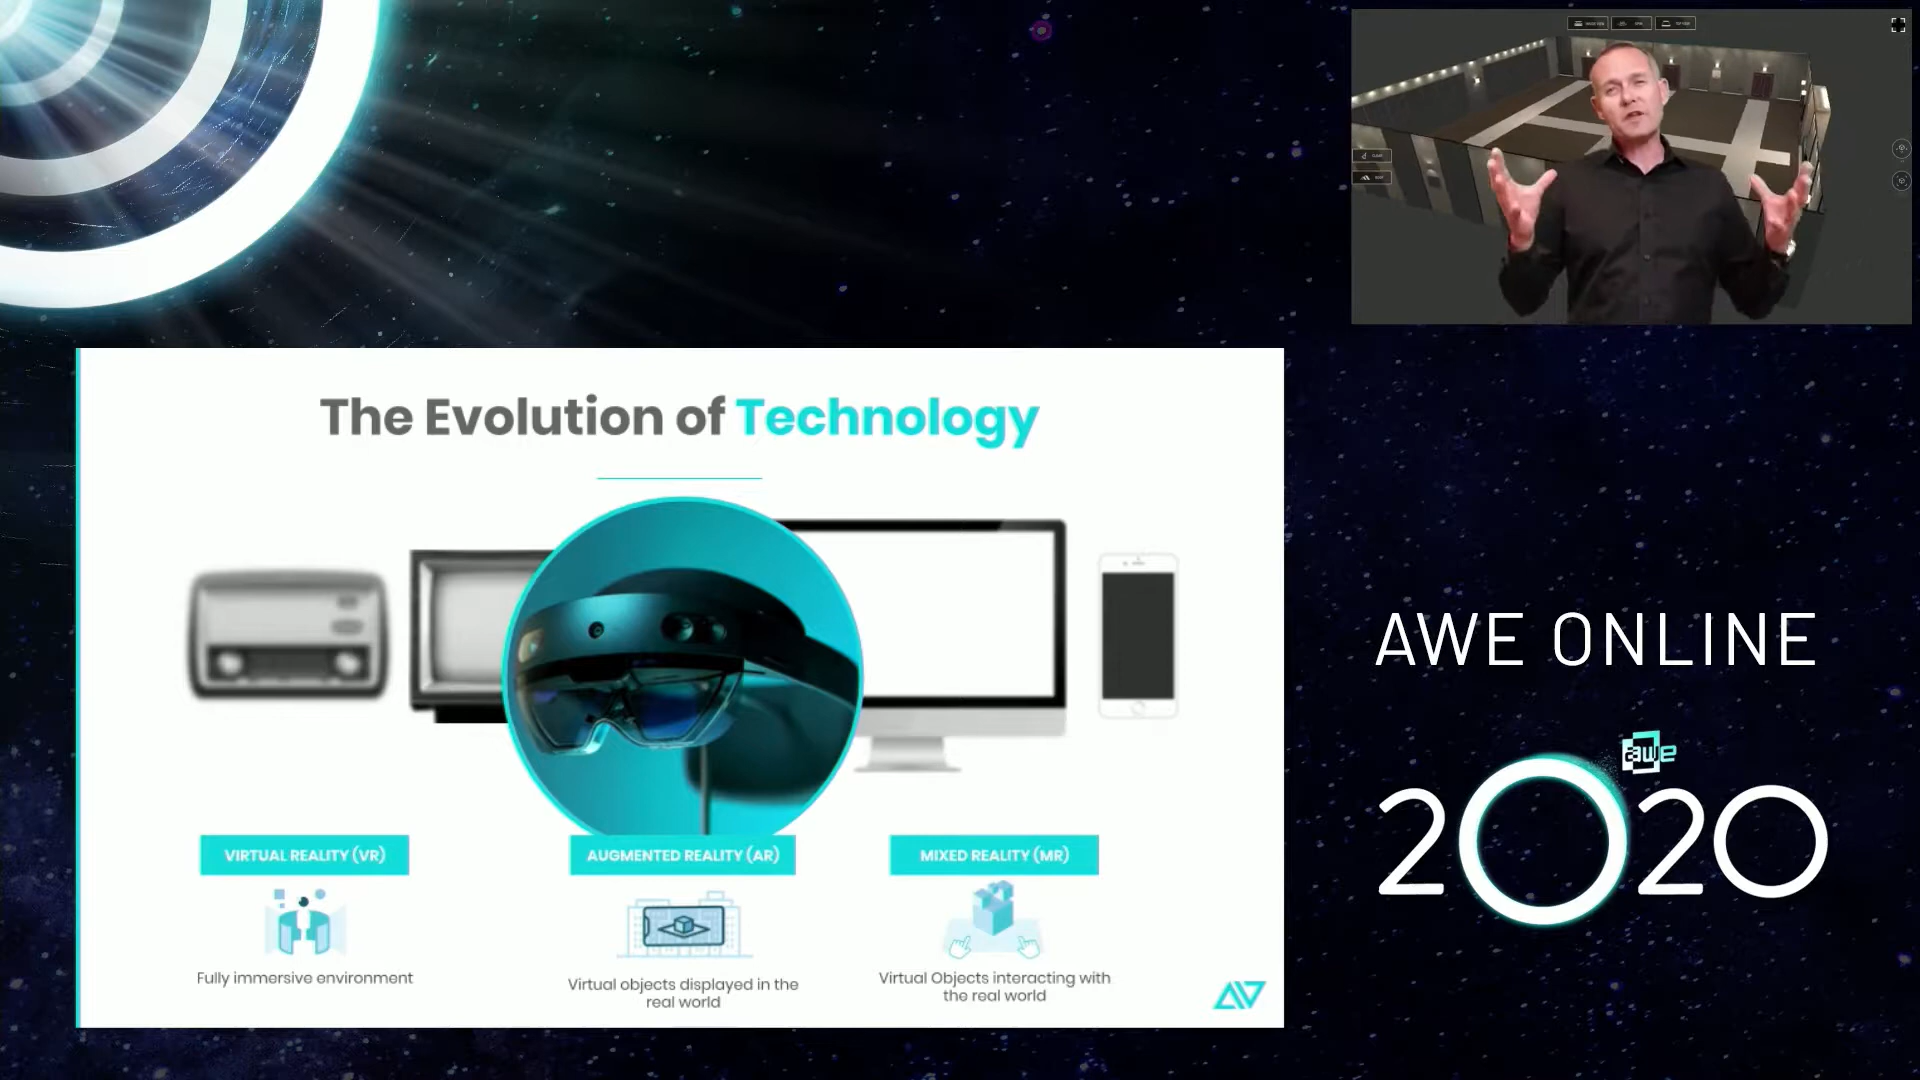 The Evolution of Technology
VIRTUAL REALITY (VR)
Fully immersive environment
AUGMENTED REALITY (AR)
Virtual objects displayed in the
real world
MIXED REALITY (MR)
Virtual Objects interacting with
the real world
AWE ONLINE
awe
2020